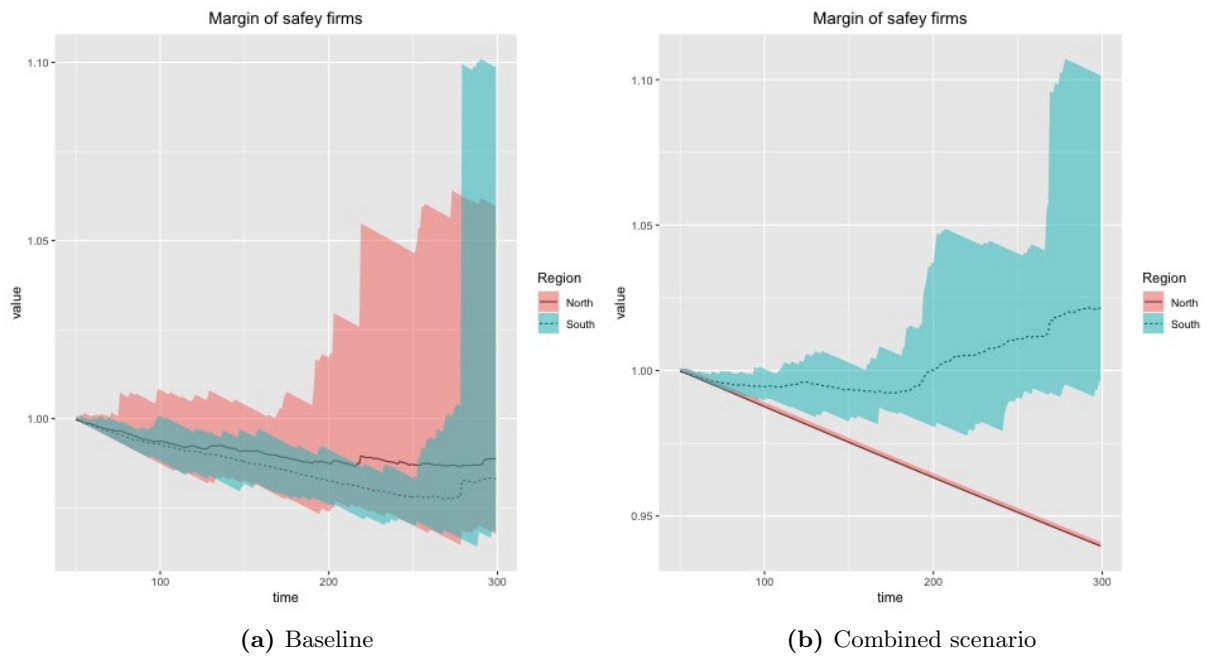 Margin of safey firms
1.10
1.05
1.00
value
100
200
300
time
Region
North
South
(a) Baseline
Margin of safey firms
1.10
1.05
1.00
0.95
value
100
200
300
time
Region
North
South
(b) Combined scenario